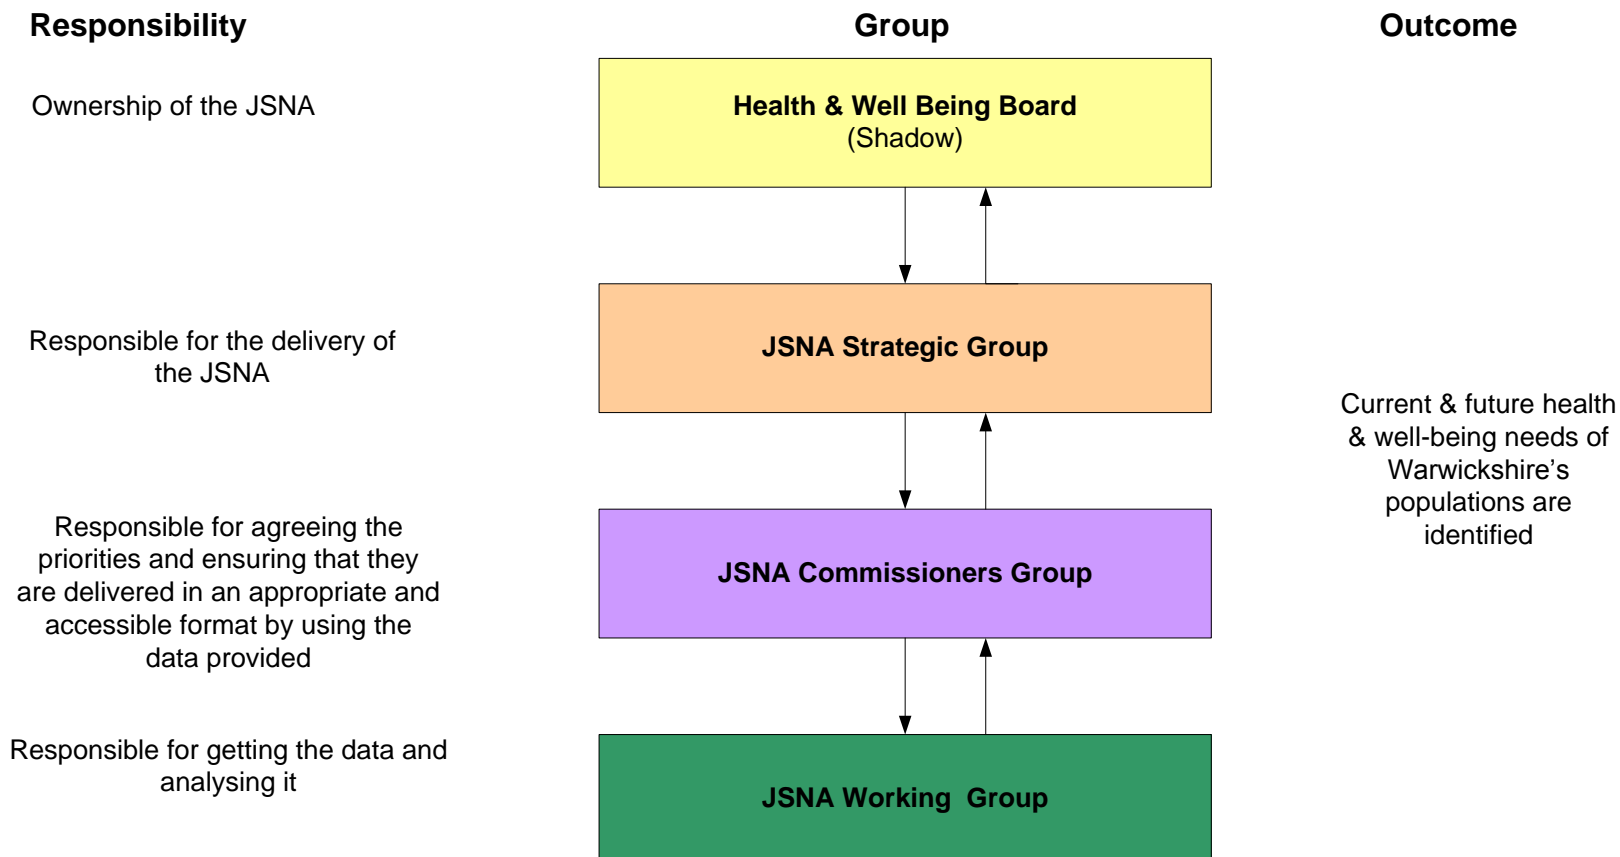 Responsibility
Group
Outcome
Ownership of the JSNA
Health & Well Being Board
(Shadow)
Responsible for the delivery of
the JSNA
JSNA Strategic Group
Current & future health
& well-being needs of
Warwickshire’s
populations are
identified
Responsible for agreeing the
priorities and ensuring that they
are delivered in an appropriate and
accessible format by using the
data provided
JSNA Commissioners Group
Responsible for getting the data and
analysing it
JSNA Working  Group